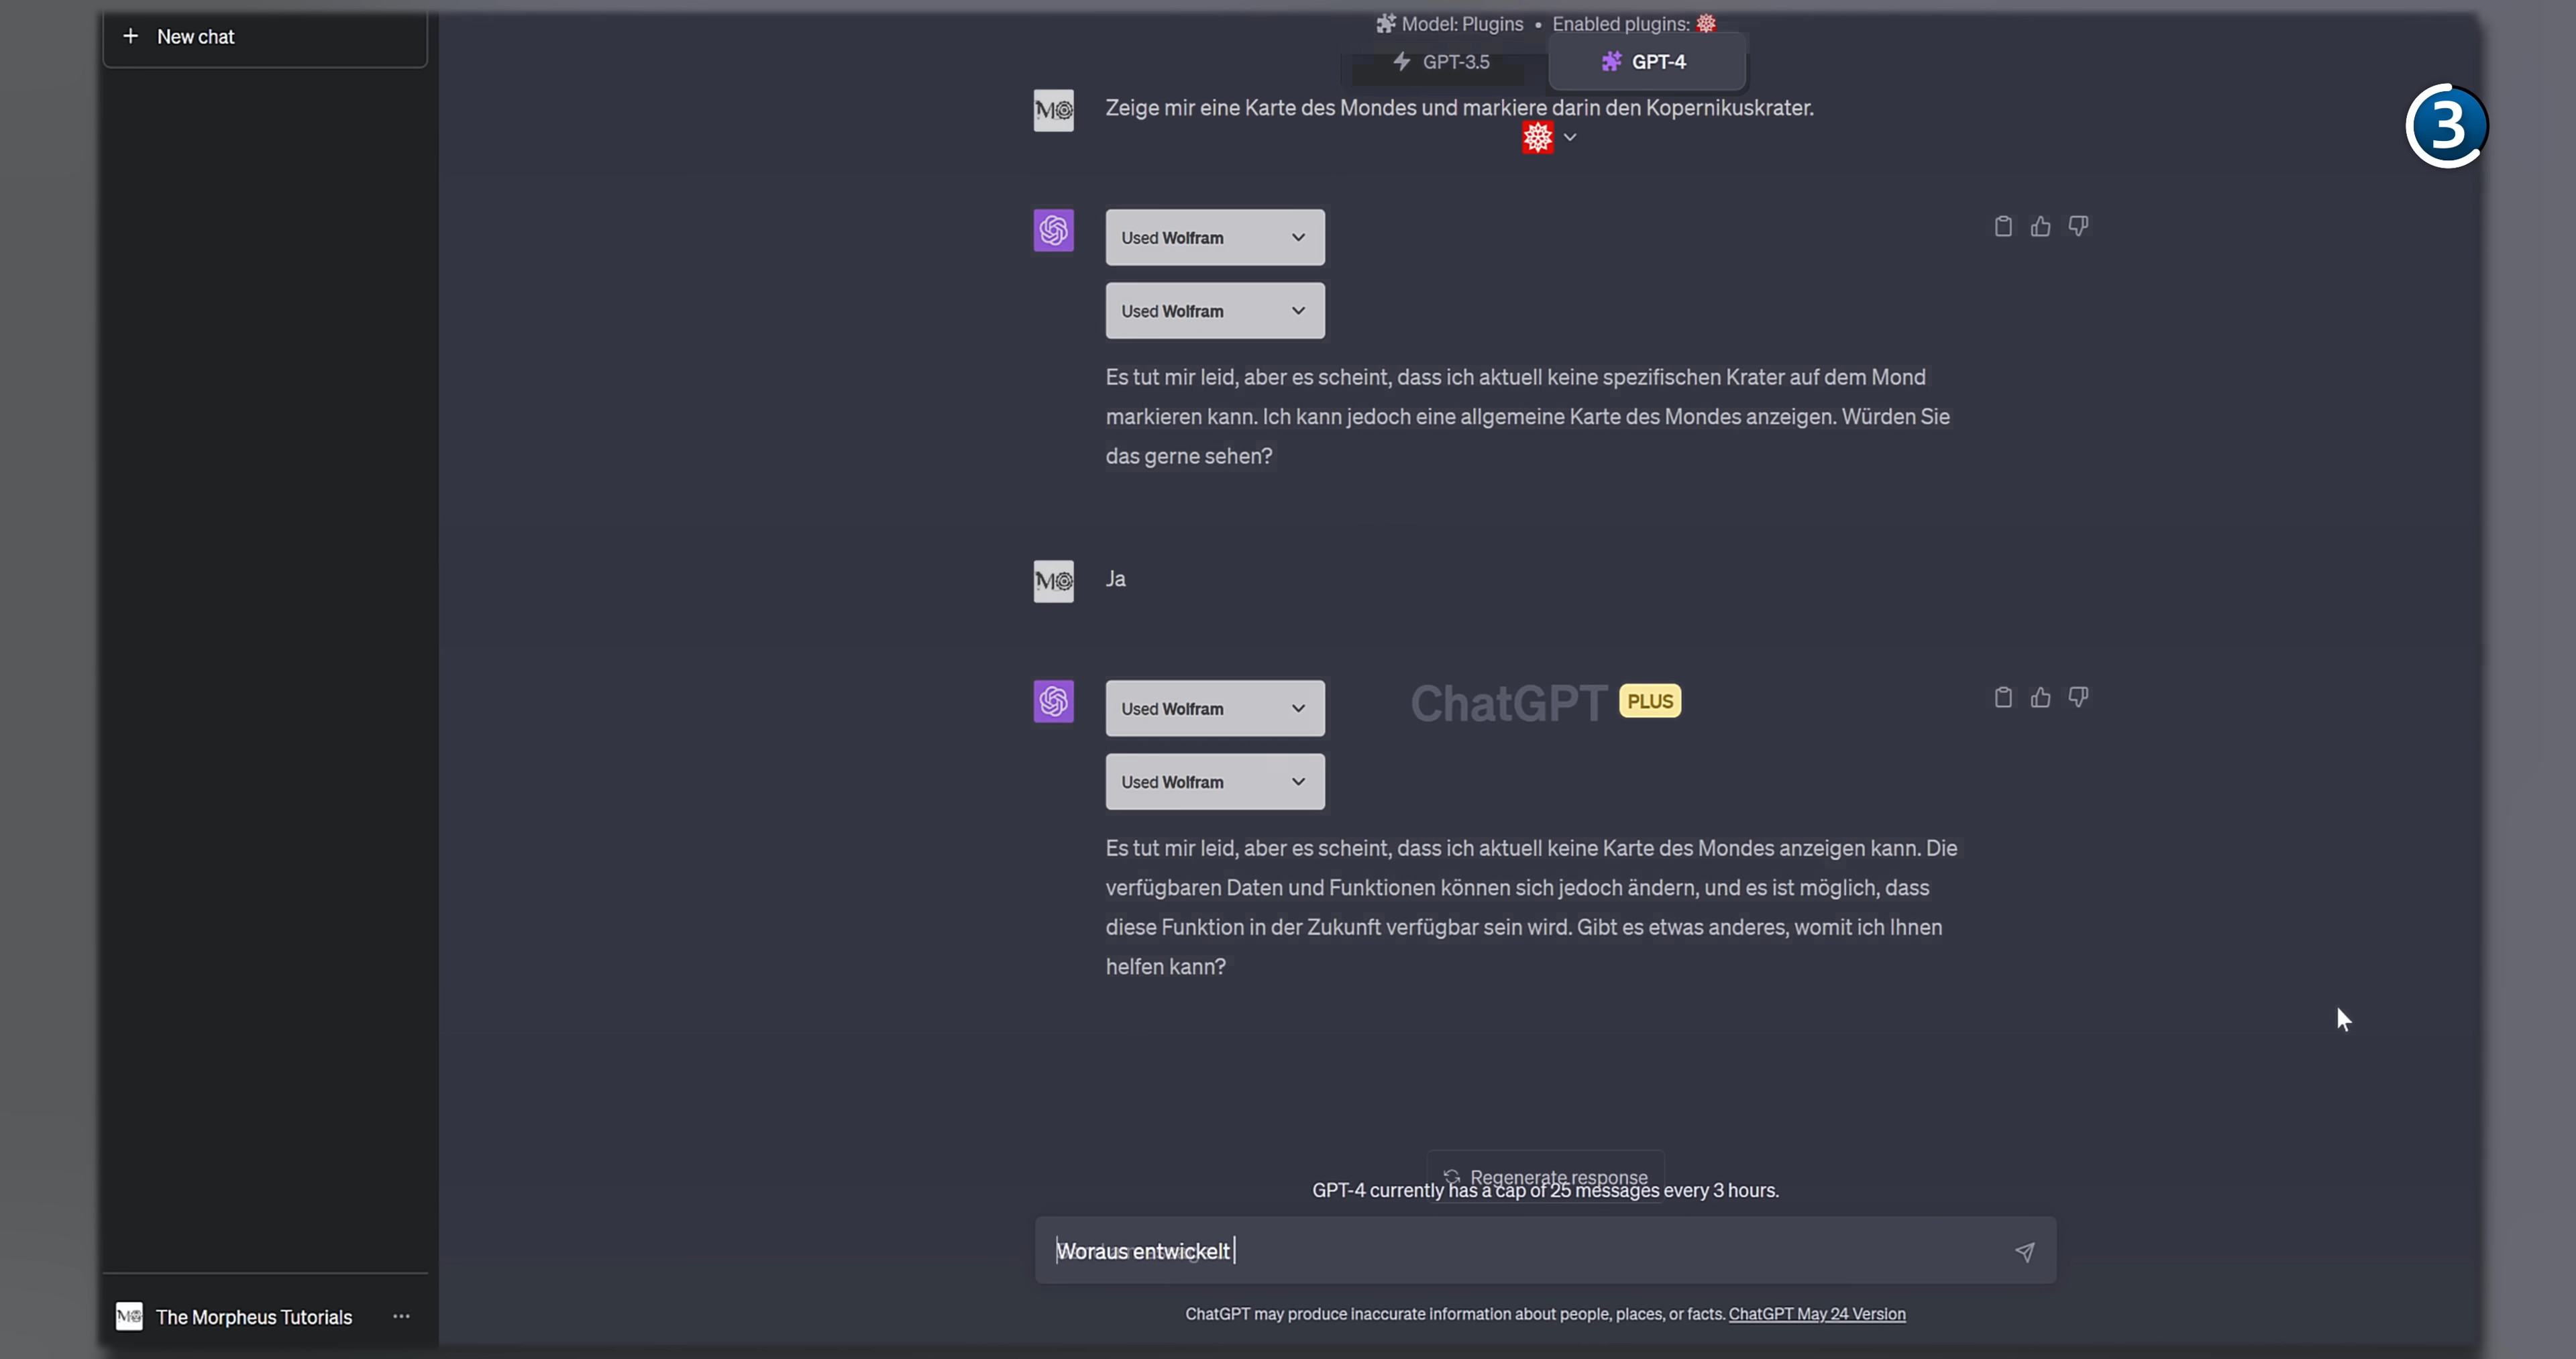 New chat
Model: Plugins • Enabled plugins:
GPT-3.5
GPT-4
3
Zeige mir eine Karte des Mondes und markiere darin den Kopernikuskrater.
Used Wolfram
Used Wolfram
Es tut mir leid, aber es scheint, dass ich aktuell keine spezifischen Krater auf dem Mond
markieren kann. Ich kann jedoch eine allgemeine Karte des Mondes anzeigen. Würden Sie
das gerne sehen?
Ja
Used Wolfram
ChatGPT PLUS
Used Wolfram
Es tut mir leid, aber es scheint, dass ich aktuell keine Karte des Mondes anzeigen kann. Die
verfügbaren Daten und Funktionen können sich jedoch ändern, und es ist möglich, dass
diese Funktion in der Zukunft verfügbar sein wird. Gibt es etwas anderes, womit ich Ihnen
helfen kann?
Regenerate response
GPT-4 currently has a cap of 25 messages every 3 hours.
Woraus entwickelt
ChatGPT may produce inaccurate information about people, places, or facts. ChatGPT May 24 Version
MO The Morpheus Tutorials